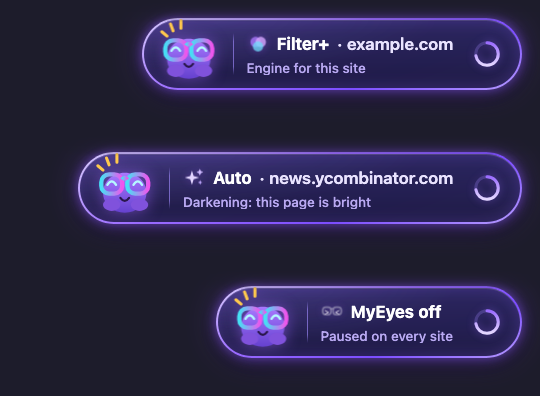 Filter+ · example.com
Engine for this site
Auto · news.ycombinator.com
Darkening: this page is bright
MyEyes off
Paused on every site